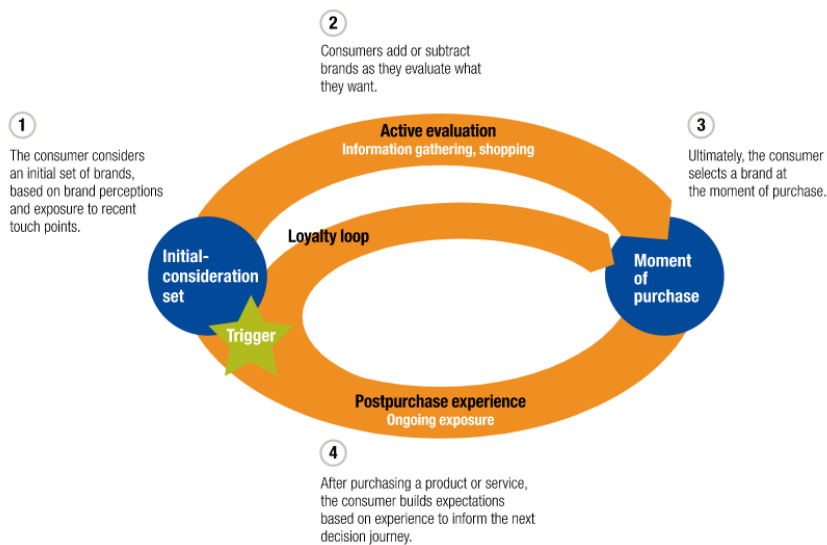 2
Consumers add or subtract
brands as they evaluate what
they want.
1
The consumer considers
an initial set of brands,
based on brand perceptions
and exposure to recent
touch points.
3
Ultimately, the consumer
selects a brand at
the moment of purchase.
Active evaluation
Information gathering, shopping
Loyalty loop
Initial-
consideration
set
Moment
of
purchase
Trigger
Postpurchase experience
Ongoing exposure
4
After purchasing a product or service,
the consumer builds expectations
based on experience to inform the next
decision journey.